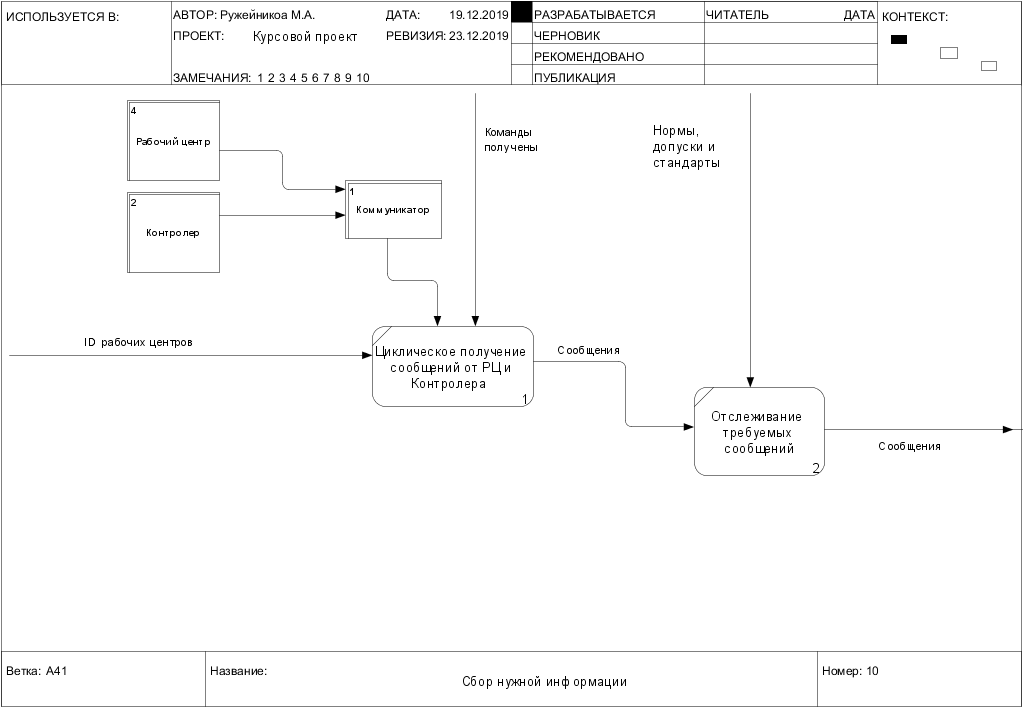 ИСПОЛЬЗУЕТСЯ В:
АВТОР: Ружейникоа М.А.
ДАТА: 19.12.2019
РАЗРАБАТЫВАЕТСЯ
ЧИТАТЕЛЬ ДАТА
КОНТЕКСТ:
ПРОЕКТ: Курсовой проект
РЕВИЗИЯ: 23.12.2019
ЧЕРНОВИК
РЕКОМЕНДОВАНО
ЗАМЕЧАНИЯ: 1 2 3 4 5 6 7 8 9 10
ПУБЛИКАЦИЯ
4
Рабочий центр
2
Контролер
1
Коммуникатор
Команды
получены
Нормы,
допуски и
стандарты
ID рабочих центров
Циклическое получение
сообщений от РЦ и
Контролера
1
Сообщения
Отслеживание
требуемых
сообщений
2
Сообщения
Ветка: A41
Название:
Сбор нужной информации
Номер: 10